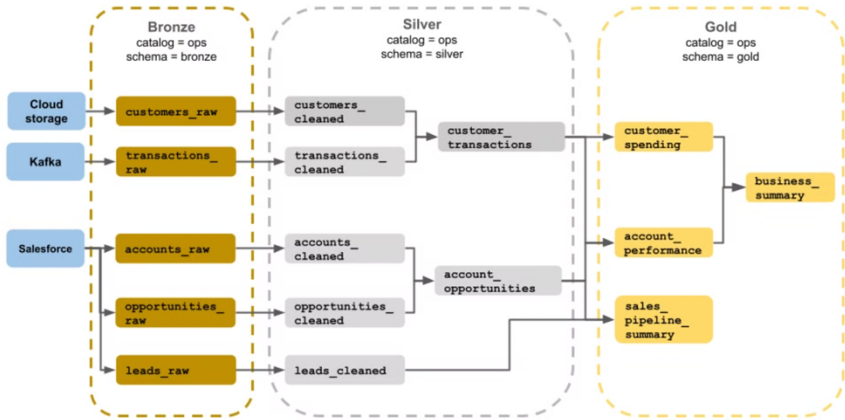 Bronze
catalog = ops
schema = bronze
Silver
catalog = ops
schema = silver
Gold
catalog = ops
schema = gold
Cloud
storage
customers_raw
customers_
cleaned
Kafka
transactions_
raw
transactions_
cleaned
customer_
transactions
customer_
spending
business_
summary
Salesforce
accounts_raw
accounts_
cleaned
account_
performance
opportunities_
raw
opportunities_
cleaned
account_
opportunities
sales_
pipeline_
summary
leads_raw
leads_cleaned